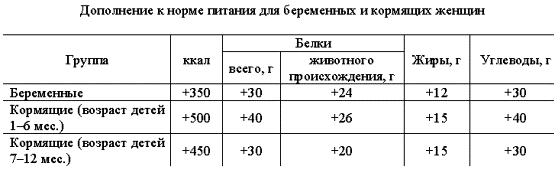 Дополнение к норме питания для беременных и кормящих женщин
Группа ккал Белки Жиры, г Углеводы, г
всего, г животного происхождения, г
Беременные +350 +30 +24 +12 +30
Кормящие (возраст детей
1–6 мес.) +500 +40 +26 +15 +40
Кормящие (возраст детей
7–12 мес.) +450 +30 +20 +15 +30